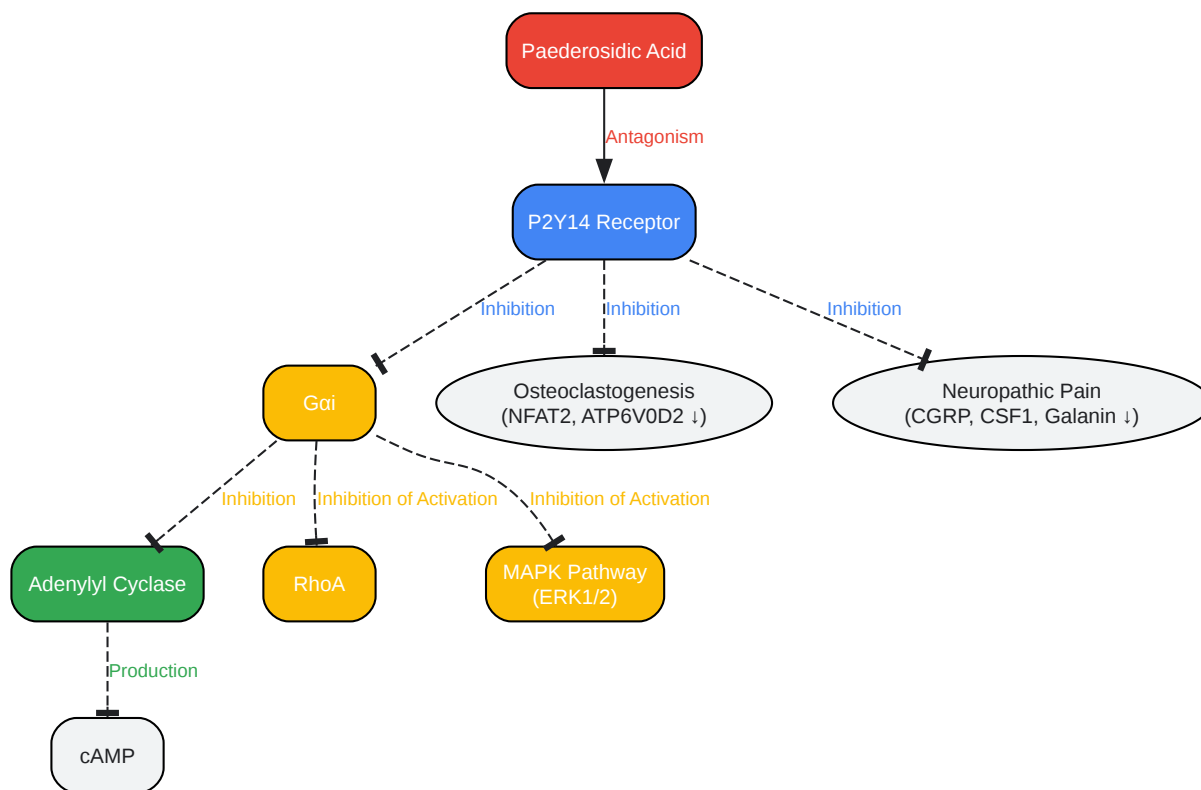 Paederosidic Acid
Antagonism
P2Y14 Receptor
Inhibition
Inhibition
Inhibition
Gαi
Osteoclastogenesis
(NFAT2, ATP6V0D2 ↓)
Neuropathic Pain
(CGRP, CSF1, Galanin ↓)
Inhibition
Inhibition of Activation
Inhibition of Activation
Adenylyl Cyclase
RhoA
MAPK Pathway
(ERK1/2)
Production
cAMP